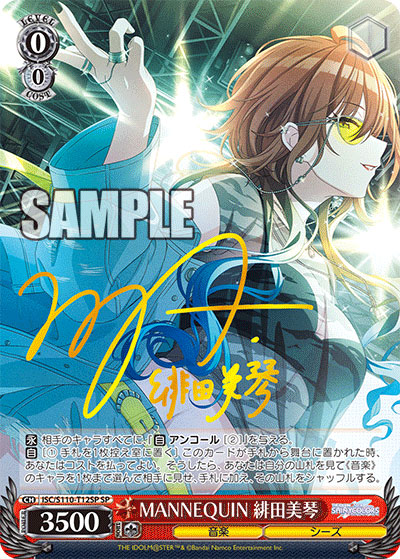 LEVEL
0
0
COST
SAMPLE
緋田美琴
永 相手のキャラすべてに、『自 アンコール [②]』を与える。
自 [① 手札を1枚控え室に置く] このカードが手札から舞台に置かれた時、
あなたはコストを払ってよい。そうしたら、あなたは自分の山札を見て《音楽》
のキャラを1枚まで選んで相手に見せ、手札に加え、その山札をシャッフルする。
CH ISC/S110-T12SP SP
3500
MANNEQUIN 緋田美琴
SHINYCOLORS
音楽
シーズ
THE IDOLM@STER™& ©Bandai Namco Entertainment Inc.